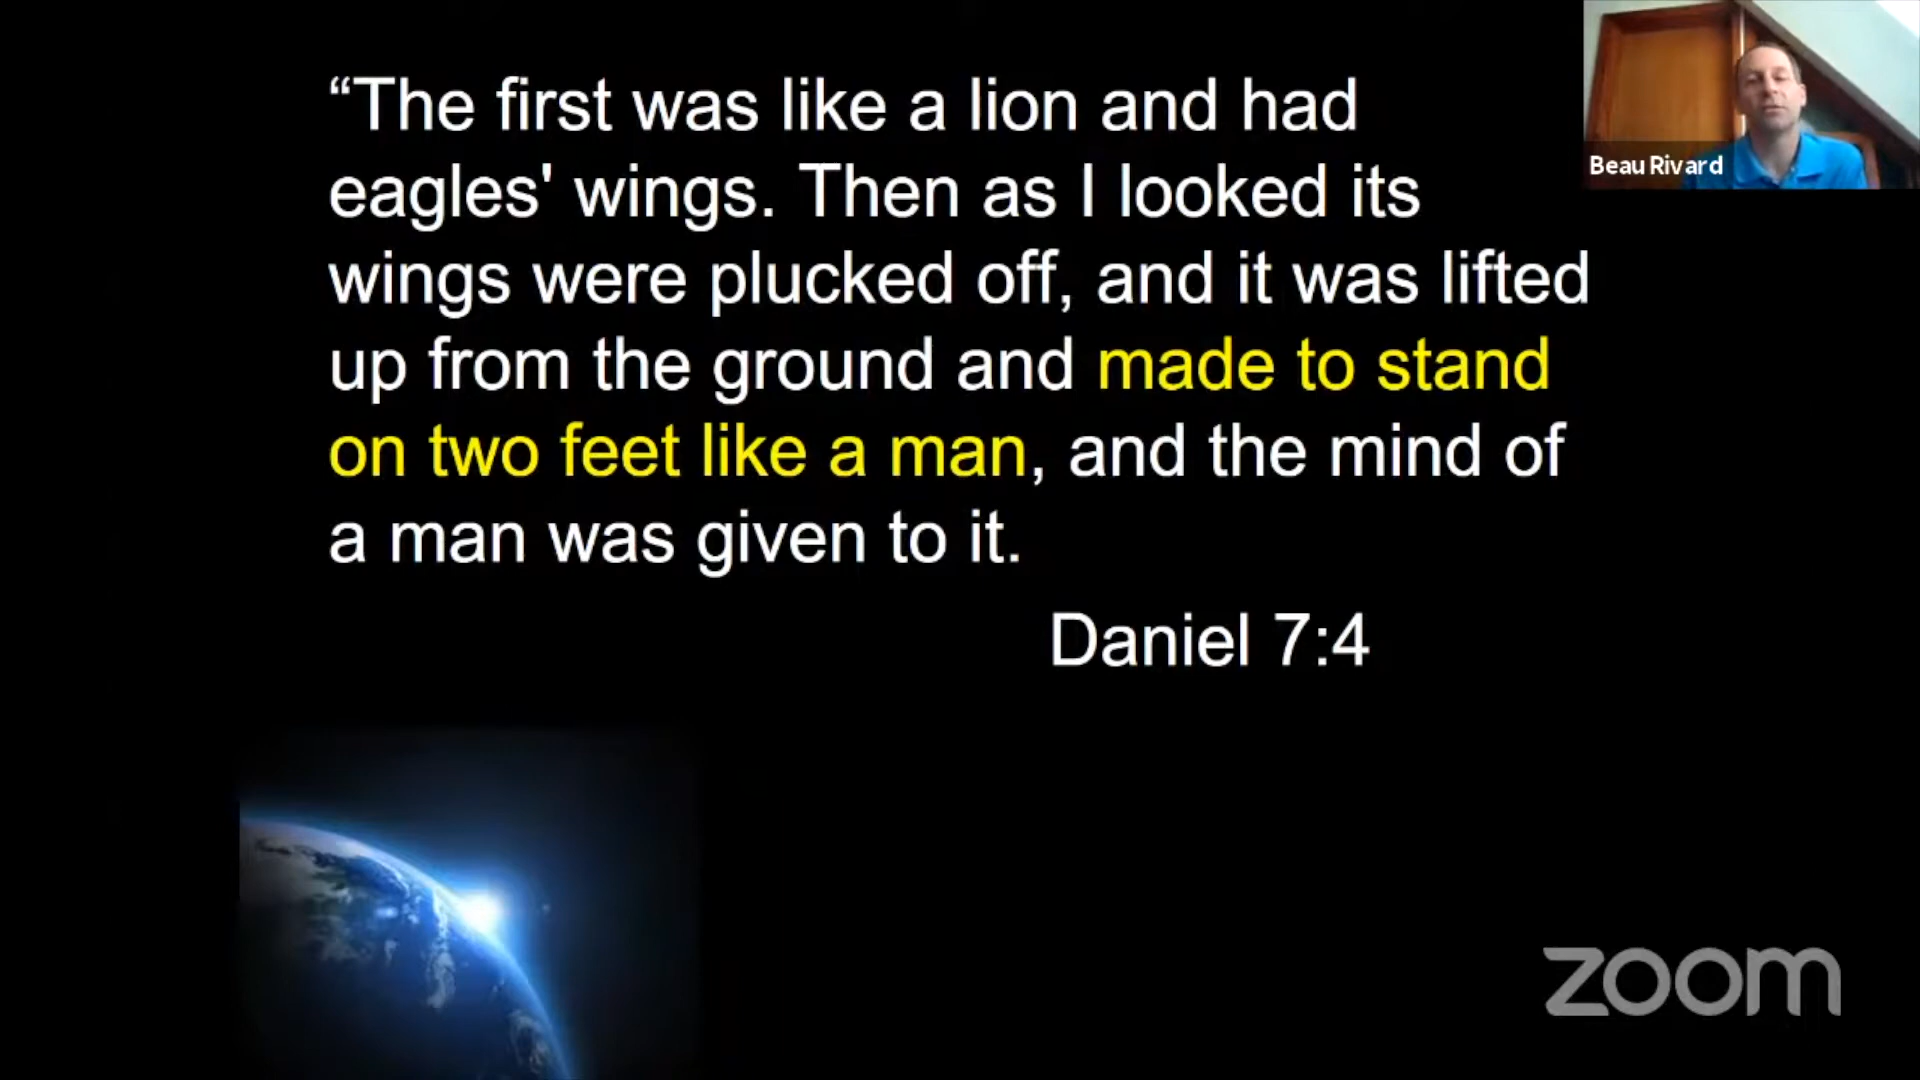 “The first was like a lion and had
eagles' wings. Then as I looked its
wings were plucked off, and it was lifted
up from the ground and made to stand
on two feet like a man, and the mind of
a man was given to it.
Daniel 7:4
Beau Rivard
zoom